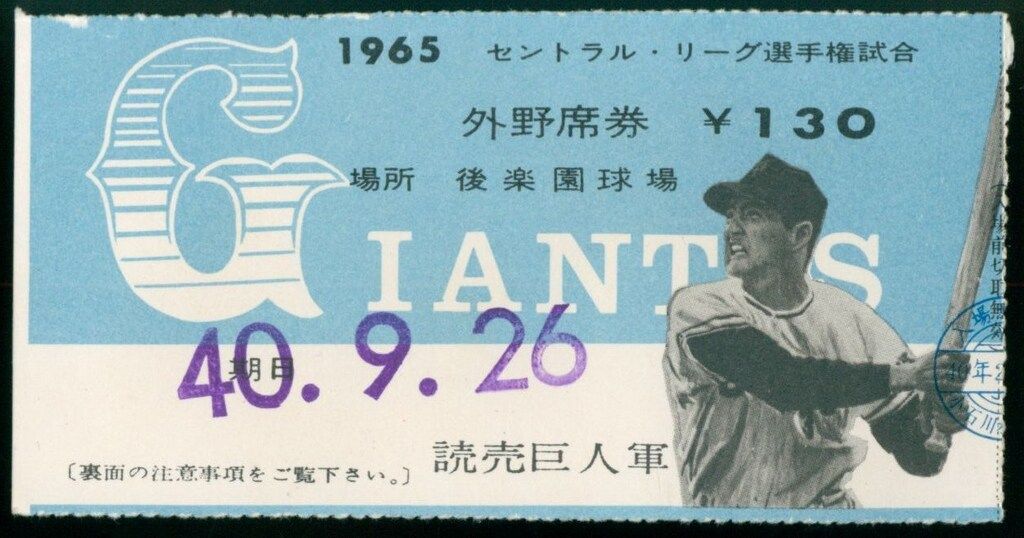 1965 セントラル・リーグ選手権試合
外野席券 ￥130
場所 後楽園球場
GIANTS
期日
40.9.26
読売巨人軍
〔裏面の注意事項をご覧下さい。〕